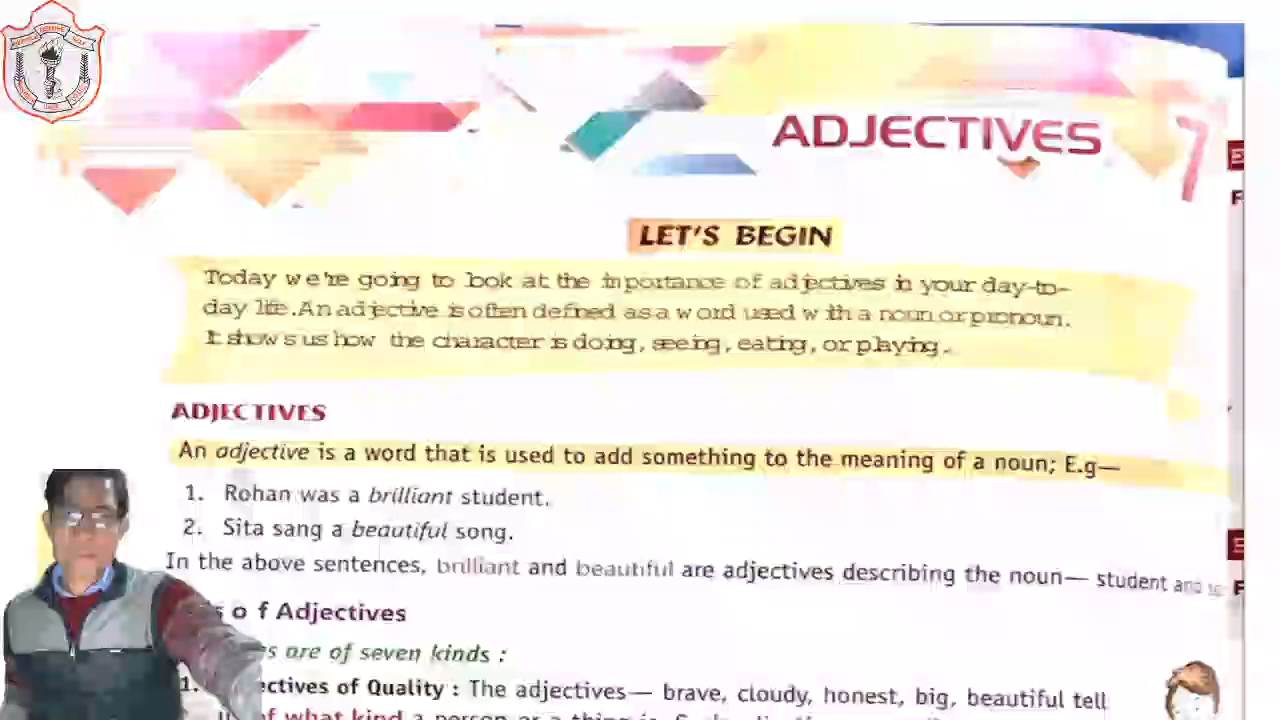 ADJECTIVES 7
LET'S BEGIN
Today we're going to look at the importance of adjectives in your day-to-
day life. An adjective is often defined as a word used with a noun or pronoun.
It shows us how the character is doing, seeing, eating, or playing.
ADJECTIVES
An adjective is a word that is used to add something to the meaning of a noun; E.g—
1. Rohan was a brilliant student.
2. Sita sang a beautiful song.
In the above sentences, brilliant and beautiful are adjectives describing the noun— student and
o f Adjectives
are of seven kinds :
1. ectives of Quality : The adjectives— brave, cloudy, honest, big, beautiful tell
of what kind a person or a thing is.